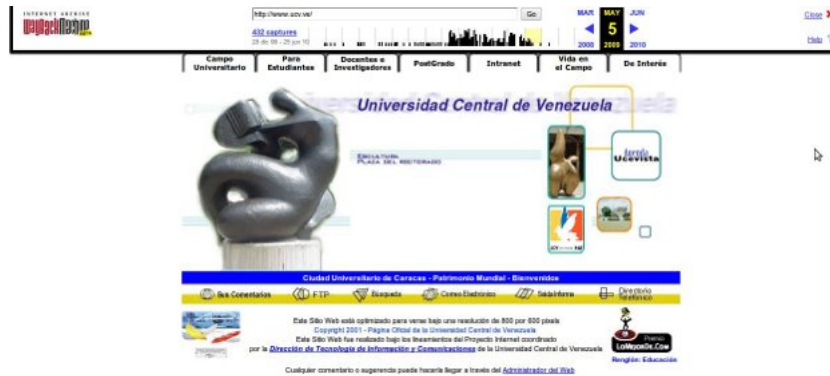 INTERNET ARCHIVE
WayBackMachine
http://www.ucv.ve/
Go
432 captures
MAR MAY JUN
5
2008 2009 2010
Close
Help
Campo Universitario
Para Estudiantes
Docentes e Investigadores
PostGrado
Intranet
Vida en el Campo
De Interés
Universidad Central de Venezuela
ESCULTURA
PLAZA DEL RECTORADO
Ucevista
Ciudad Universitario de Caracas - Patrimonio Mundial - Bienvenidos
Sus Comentarios
FTP
Búsqueda
Correo Electrónico
Directorio Telefónico
Este Sitio Web está optimizado para verse bajo una resolución de 800 por 600 pixels
Copyright 2001 - Página Oficial de la Universidad Central de Venezuela
Este Sitio Web fue realizado bajo los lineamientos del Proyecto Internet coordinado
por la Dirección de Tecnología de Información y Comunicaciones de la Universidad Central de Venezuela
Cualquier comentario o sugerencia puede hacerla llegar a través del Administrador del Web
Premio
LoMejorDe.Com
Renglón: Educación